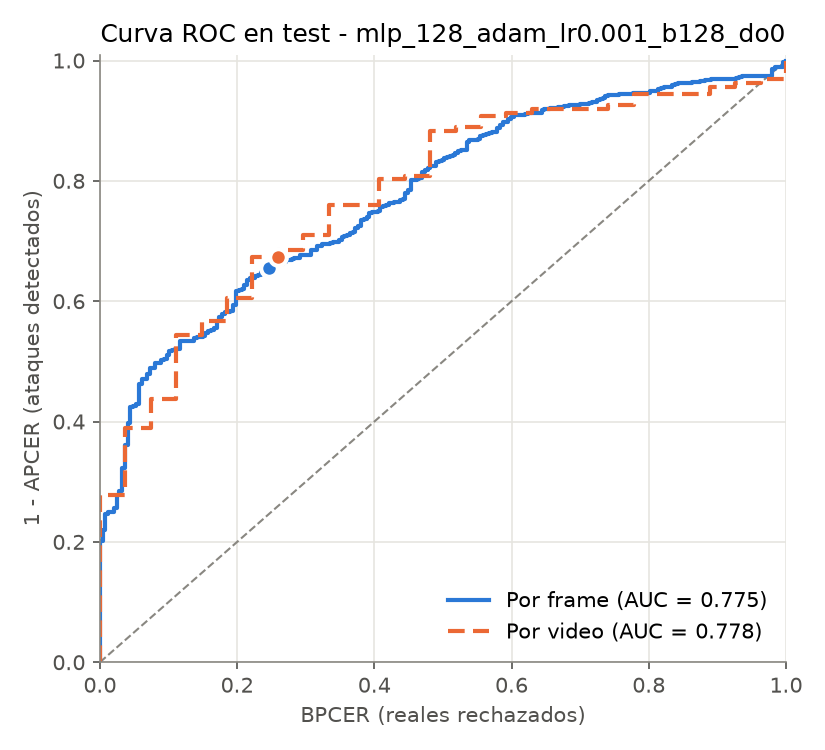 Curva ROC en test - mlp_128_adam_lr0.001_b128_do0
1.0
0.8
0.6
0.4
0.2
0.0
1 - APCER (ataques detectados)
Por frame (AUC = 0.775)
Por video (AUC = 0.778)
0.0 0.2 0.4 0.6 0.8 1.0
BPCER (reales rechazados)